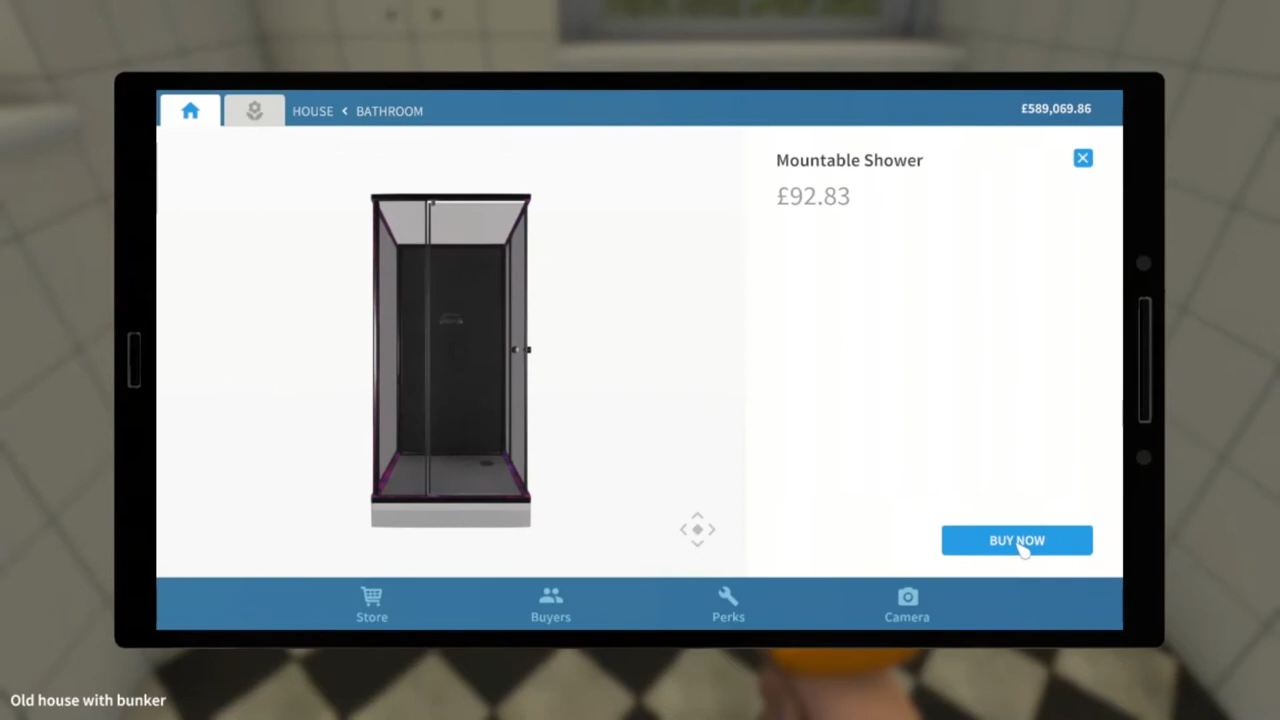 HOUSE < BATHROOM
£589,069.86
Mountable Shower
£92.83
BUY NOW
Store
Buyers
Perks
Camera
Old house with bunker